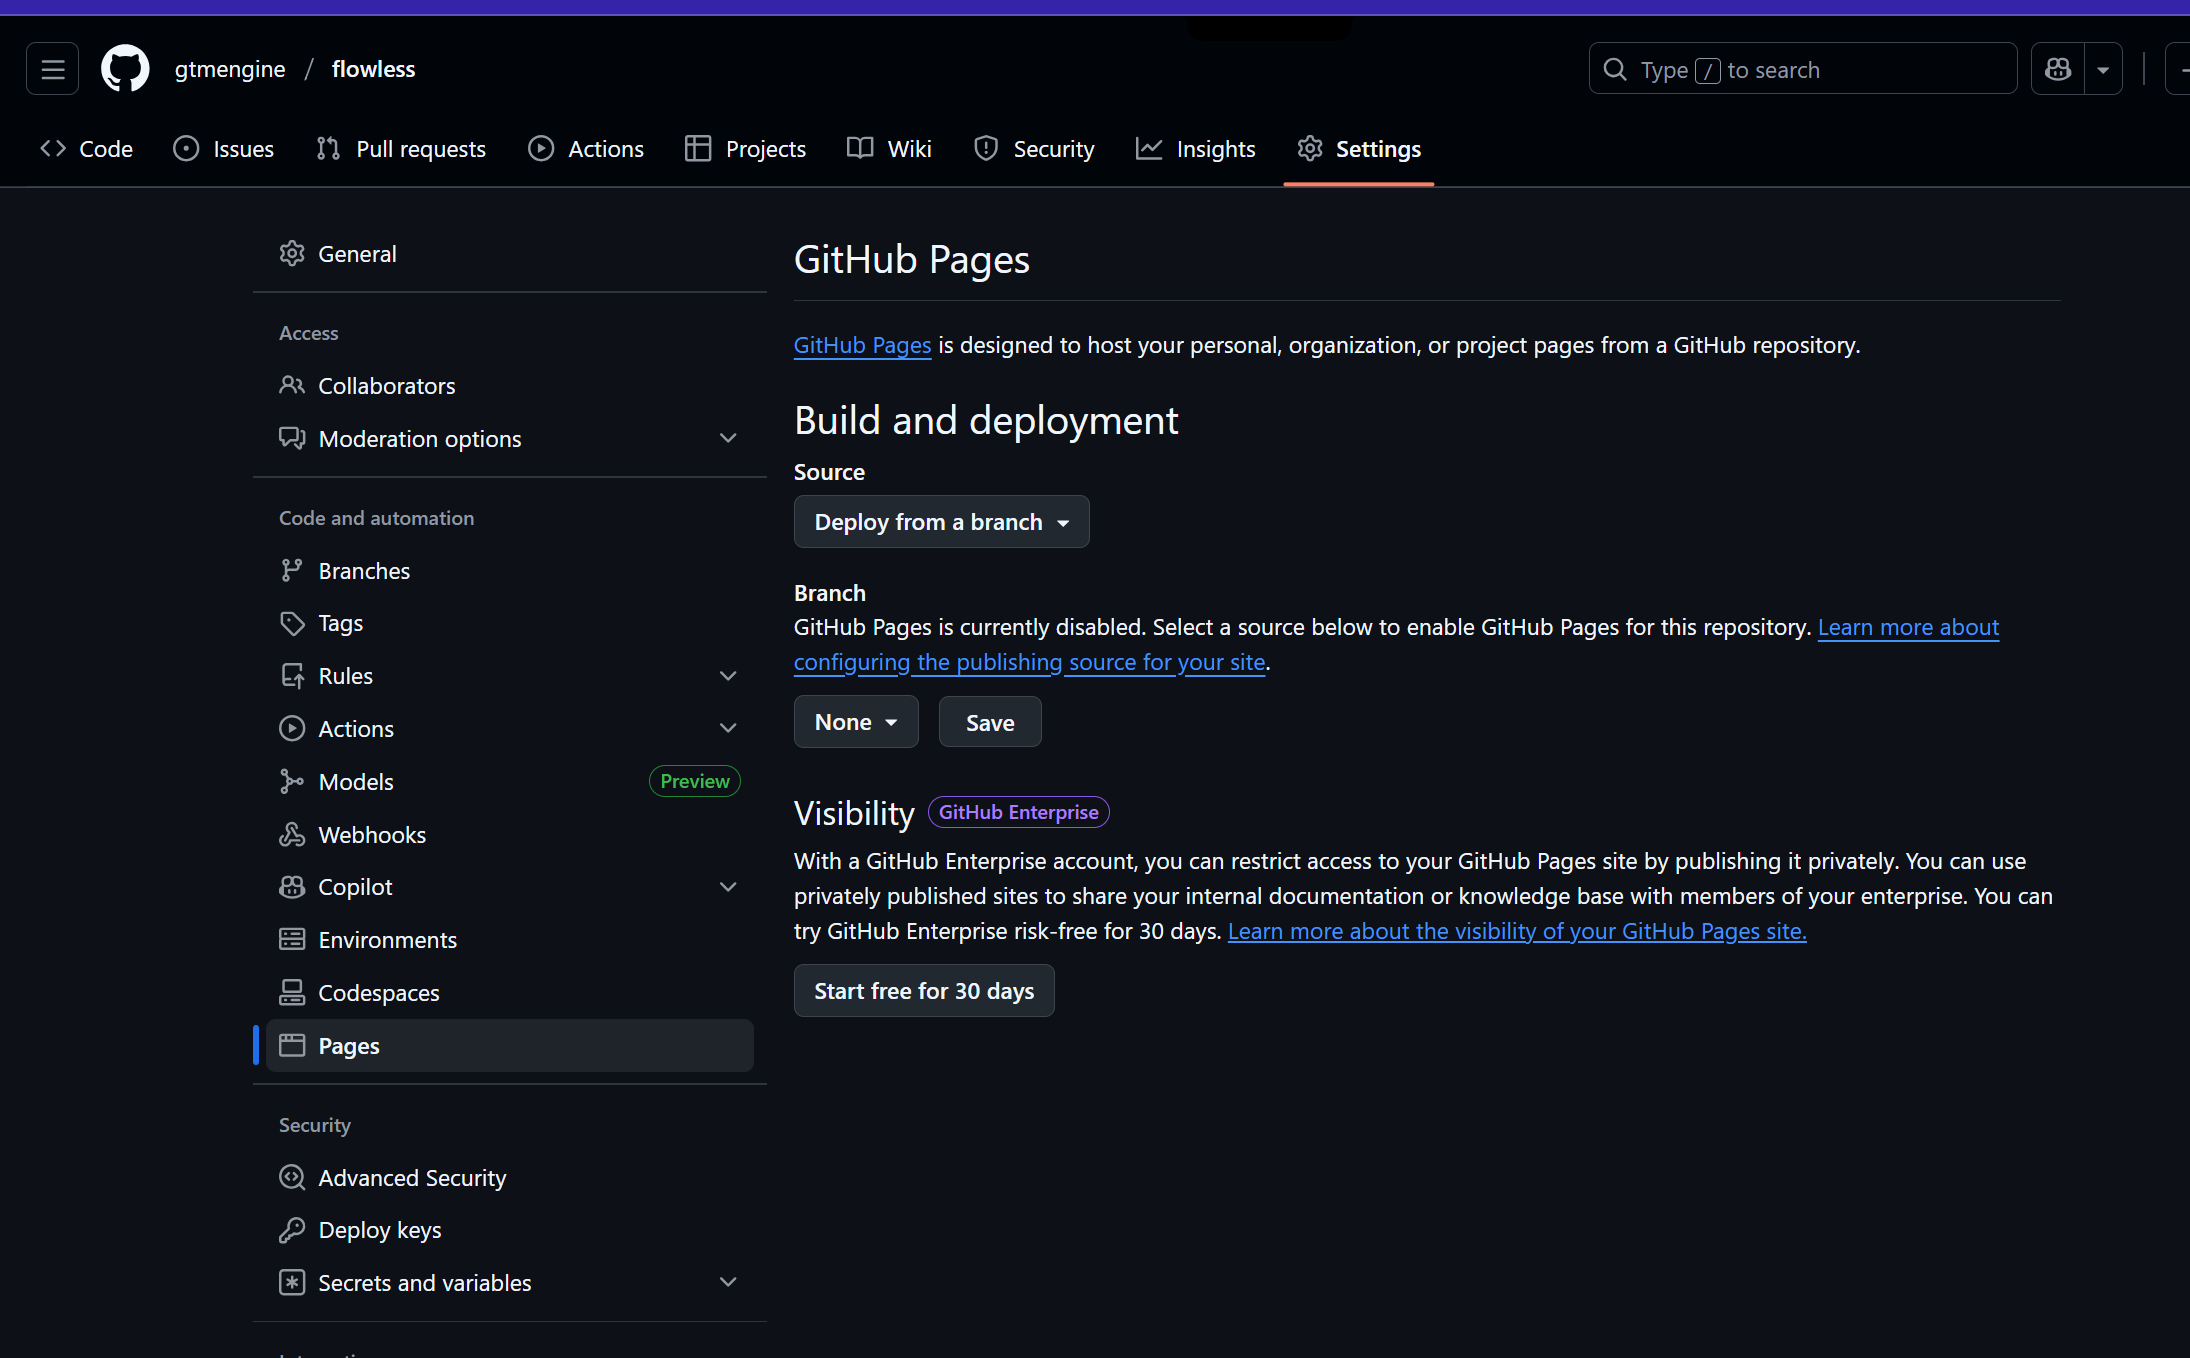 gtmengine / flowless
Type / to search
Code
Issues
Pull requests
Actions
Projects
Wiki
Security
Insights
Settings
General
Access
Collaborators
Moderation options
Code and automation
Branches
Tags
Rules
Actions
Models Preview
Webhooks
Copilot
Environments
Codespaces
Pages
Security
Advanced Security
Deploy keys
Secrets and variables
GitHub Pages
GitHub Pages is designed to host your personal, organization, or project pages from a GitHub repository.
Build and deployment
Source
Deploy from a branch
Branch
GitHub Pages is currently disabled. Select a source below to enable GitHub Pages for this repository. Learn more about
configuring the publishing source for your site.
None Save
Visibility GitHub Enterprise
With a GitHub Enterprise account, you can restrict access to your GitHub Pages site by publishing it privately. You can use
privately published sites to share your internal documentation or knowledge base with members of your enterprise. You can
try GitHub Enterprise risk-free for 30 days. Learn more about the visibility of your GitHub Pages site.
Start free for 30 days